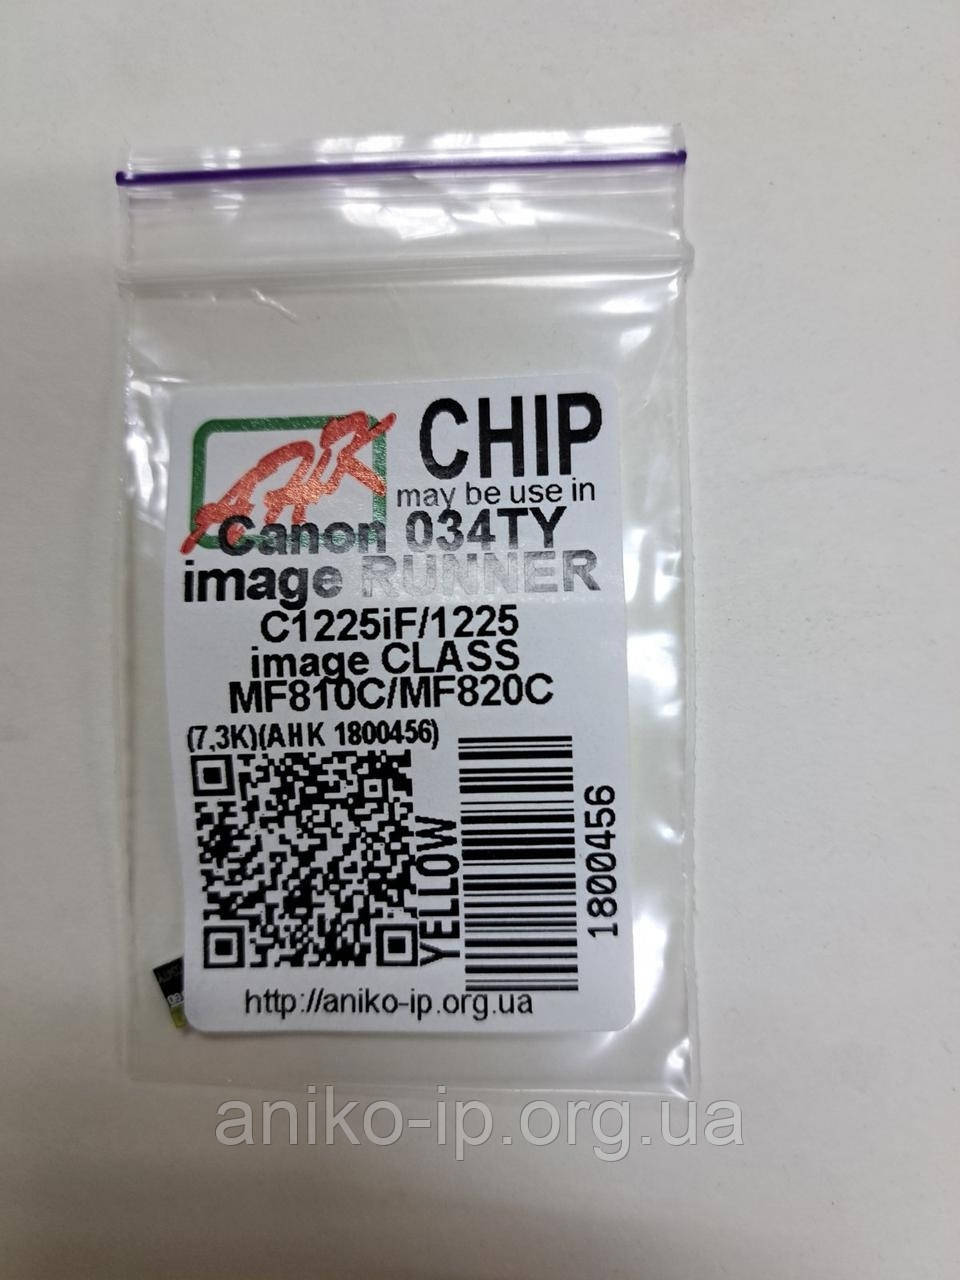 AHK
CHIP
may be use in
Canon 034TY
image RUNNER
C1225iF/1225
image CLASS
MF810C/MF820C
(7,3K)(AHK 1800456)
YELLOW
1800456
http://aniko-ip.org.ua
aniko-ip.org.ua